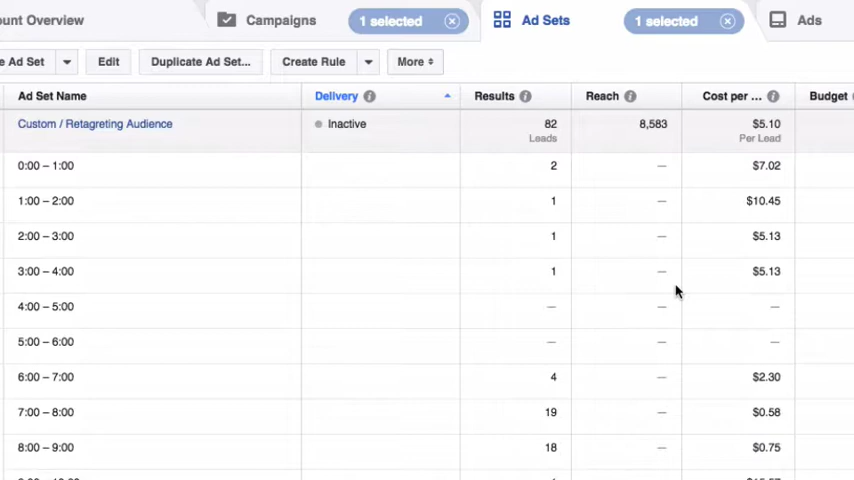 ount Overview
Campaigns
1 selected
Ad Sets
1 selected
Ads
e Ad Set
Edit
Duplicate Ad Set...
Create Rule
More
Ad Set Name Delivery Results Reach Cost per ... Budget
Custom / Retagreting Audience Inactive 82 8,583 $5.10
Leads Per Lead
0:00 – 1:00 2 — $7.02
1:00 – 2:00 1 — $10.45
2:00 – 3:00 1 — $5.13
3:00 – 4:00 1 — $5.13
4:00 – 5:00 — — —
5:00 – 6:00 — — —
6:00 – 7:00 4 — $2.30
7:00 – 8:00 19 — $0.58
8:00 – 9:00 18 — $0.75